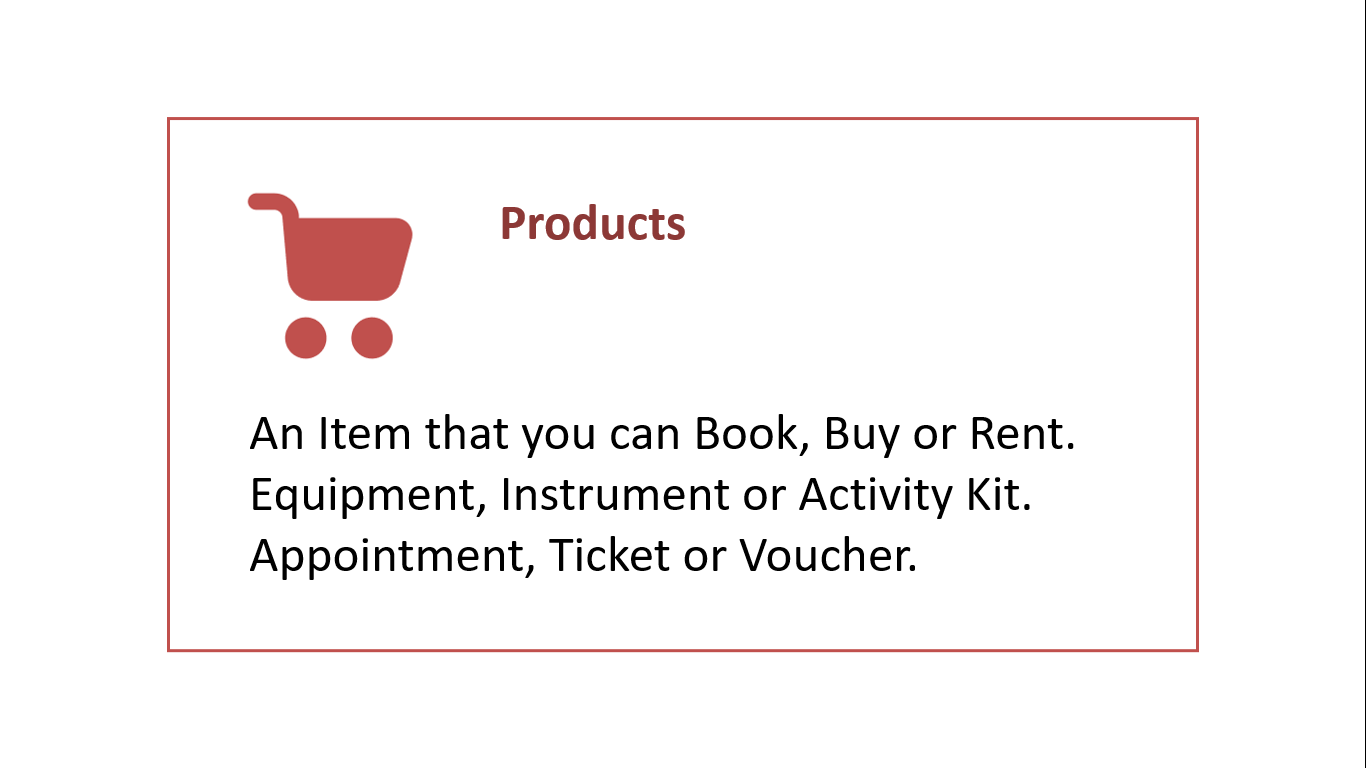 Products
An Item that you can Book, Buy or Rent.
Equipment, Instrument or Activity Kit.
Appointment, Ticket or Voucher.